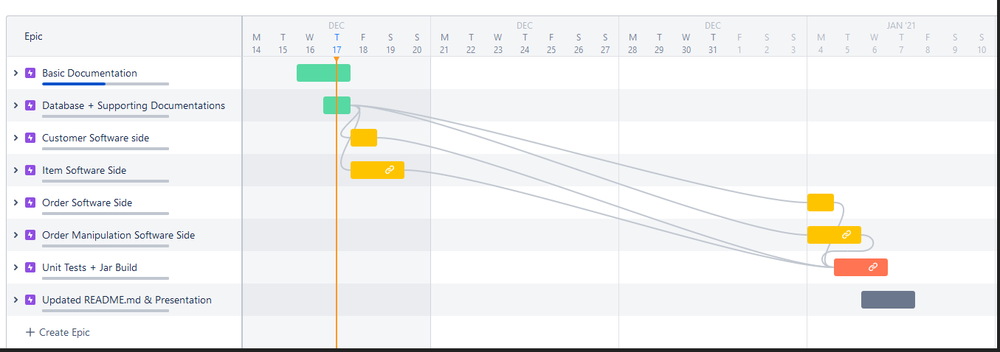 DEC DEC DEC JAN '21
Epic M T W T F S S M T W T F S S M T W T F S S M T W T F S S
14 15 16 17 18 19 20 21 22 23 24 25 26 27 28 29 30 31 1 2 3 4 5 6 7 8 9 10
Basic Documentation
Database + Supporting Documentations
Customer Software side
Item Software Side
Order Software Side
Order Manipulation Software Side
Unit Tests + Jar Build
Updated README.md & Presentation
+ Create Epic